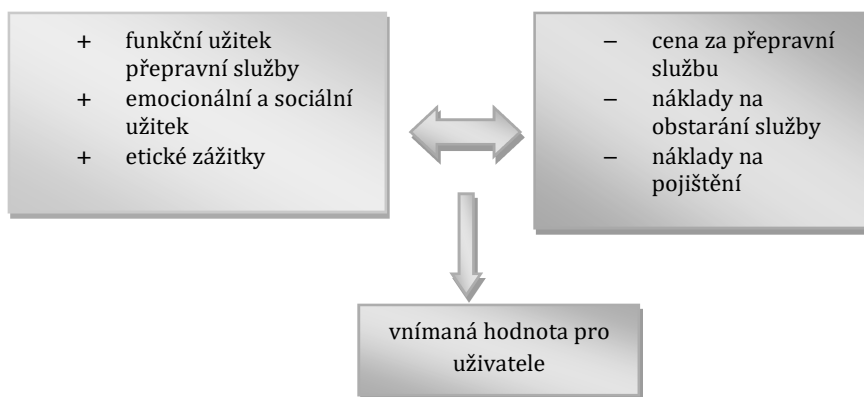 + funkční užitek
přepravní služby
+ emocionální a sociální
užitek
+ etické zážitky
– cena za přepravní
službu
– náklady na
obstarání služby
– náklady na
pojištění
vnímaná hodnota pro
uživatele